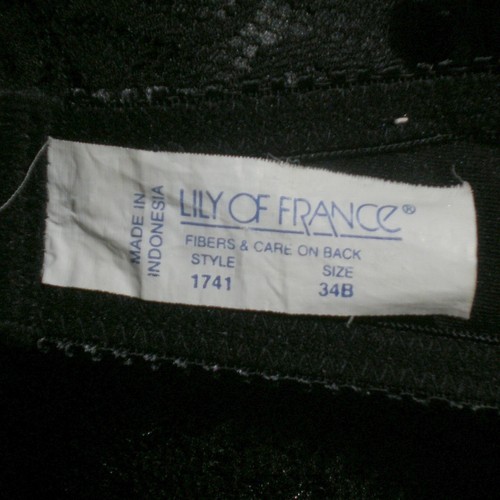 MADE IN
INDONESIA
LILY OF FRANCE®
FIBERS & CARE ON BACK
STYLE SIZE
1741 34B